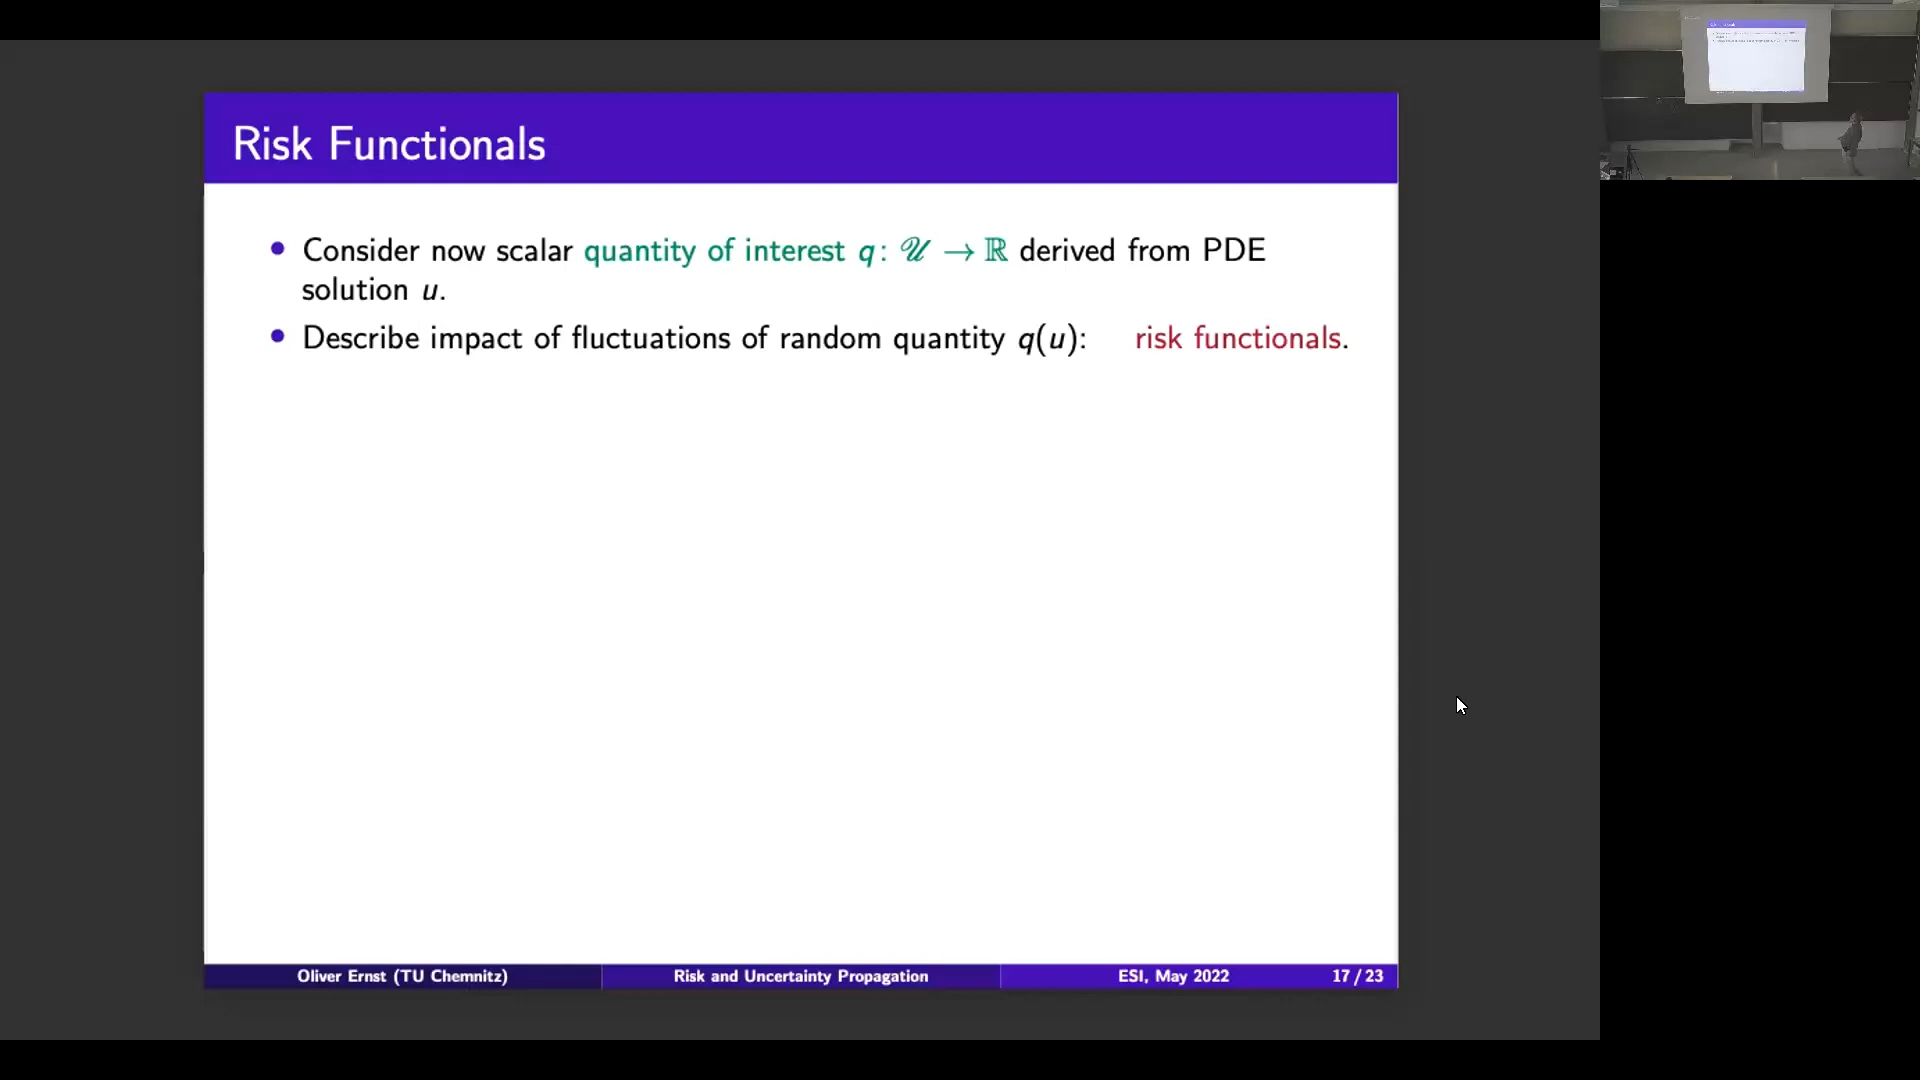 Risk Functionals
• Consider now scalar quantity of interest q: 𝒰 → ℝ derived from PDE
solution u.
• Describe impact of fluctuations of random quantity q(u): risk functionals.
Oliver Ernst (TU Chemnitz) Risk and Uncertainty Propagation ESI, May 2022 17 / 23